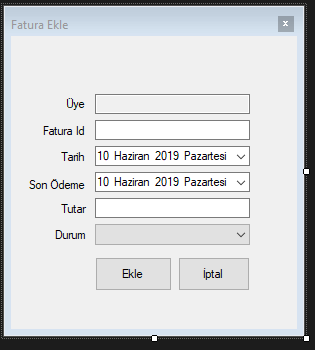 Fatura Ekle
Üye
Fatura Id
Tarih 10 Haziran 2019 Pazartesi
Son Ödeme 10 Haziran 2019 Pazartesi
Tutar
Durum
Ekle İptal